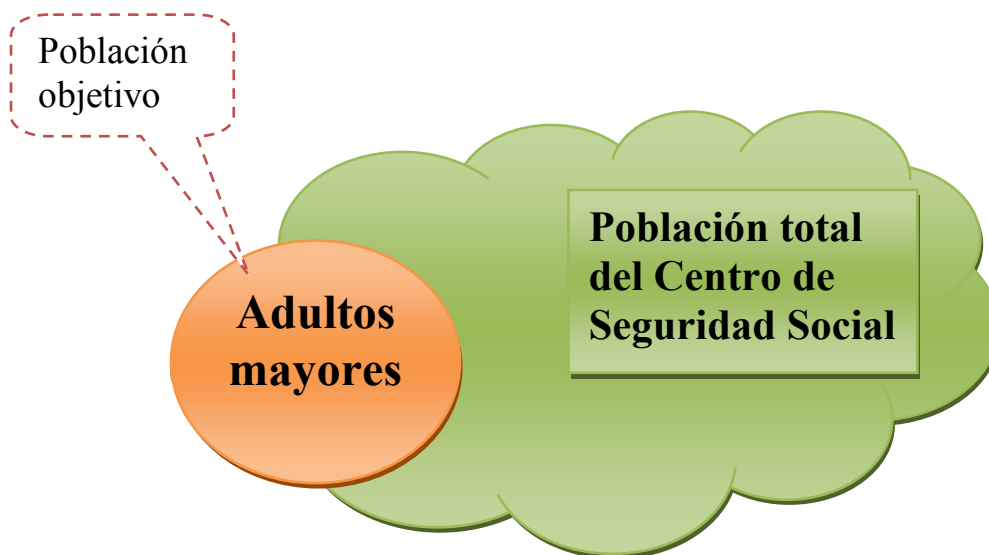 Población
objetivo
Población total
del Centro de
Seguridad Social
Adultos
mayores